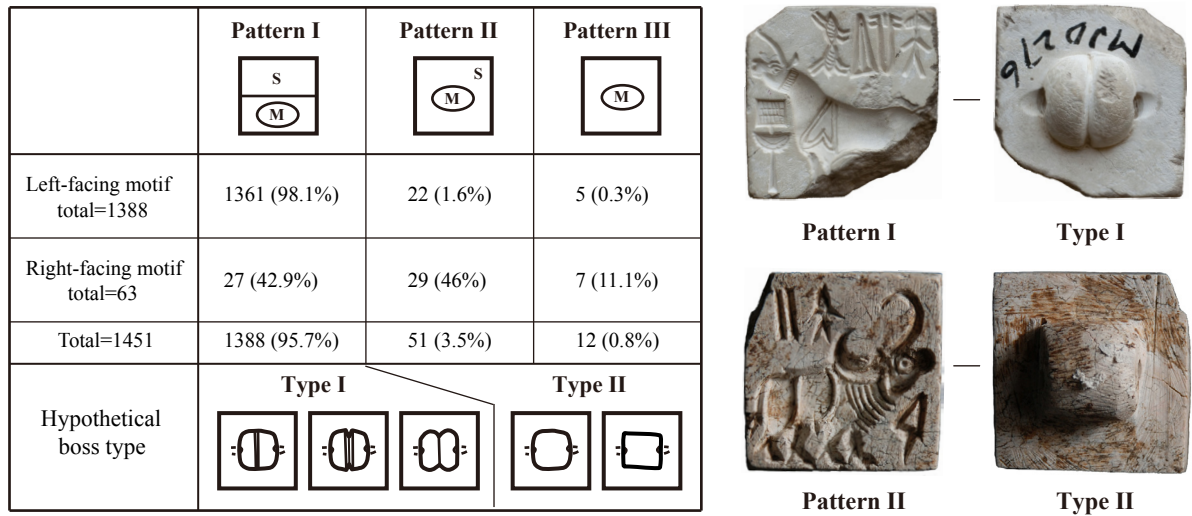 Pattern I Pattern II Pattern III
S
M
S
M
M
Left-facing motif
total=1388
1361 (98.1%) 22 (1.6%) 5 (0.3%)
Right-facing motif
total=63
27 (42.9%) 29 (46%) 7 (11.1%)
Total=1451 1388 (95.7%) 51 (3.5%) 12 (0.8%)
Hypothetical
boss type
Type I Type II
Pattern I Type I
Pattern II Type II